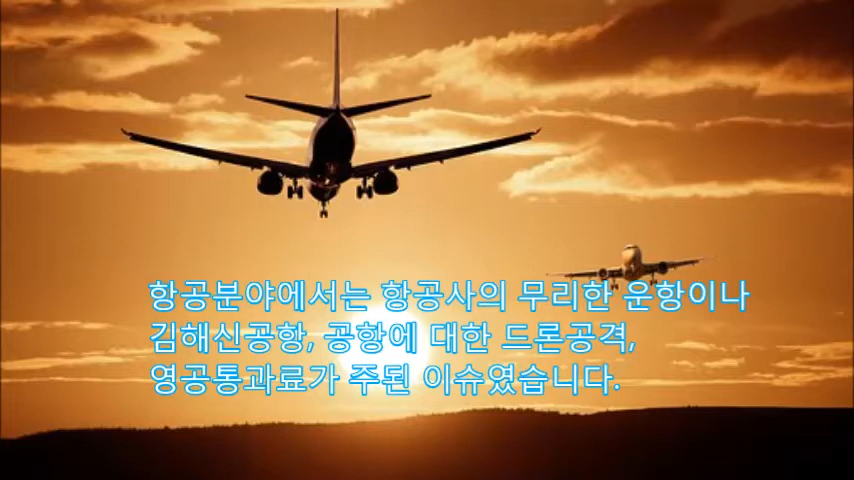 항공분야에서는 항공사의 무리한 운항이나
김해신공항, 공항에 대한 드론공격,
영공통과료가 주된 이슈였습니다.